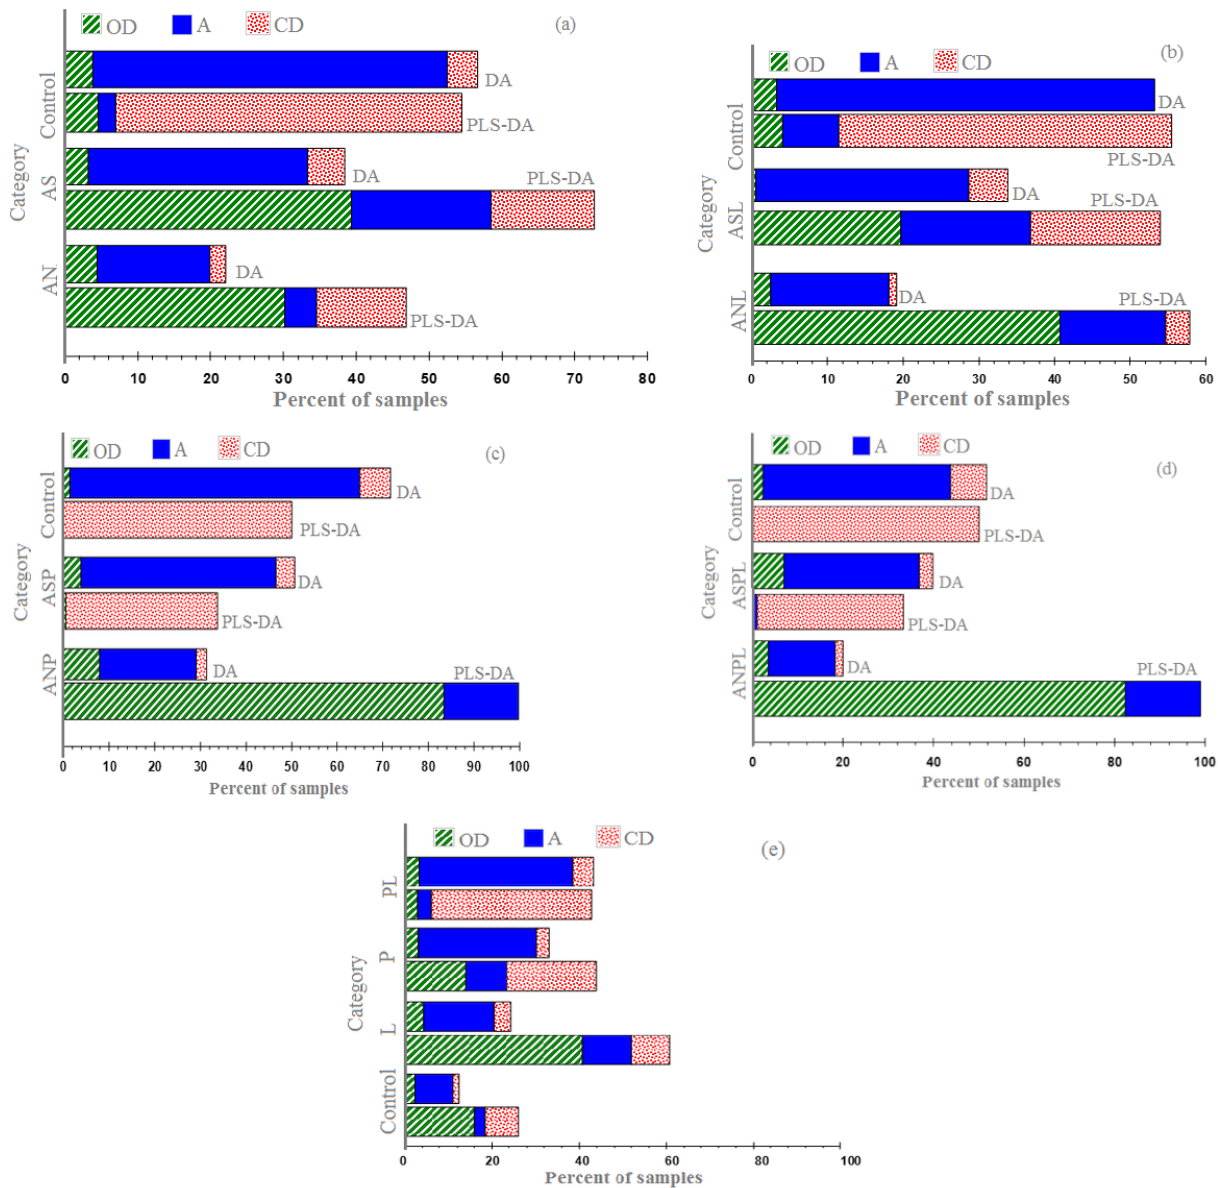 OD A CD (a)
Control
DA
PLS-DA
Category
AS
DA
PLS-DA
AN
DA
PLS-DA
0 10 20 30 40 50 60 70 80
Percent of samples
OD A CD (b)
Control
DA
PLS-DA
Category
ASL
DA
PLS-DA
ANL
DA
PLS-DA
0 10 20 30 40 50 60
Percent of samples
OD A CD (c)
Control
DA
PLS-DA
Category
ASP
DA
PLS-DA
ANP
DA
PLS-DA
0 10 20 30 40 50 60 70 80 90 100
Percent of samples
OD A CD (d)
Control
DA
PLS-DA
Category
ASPL
DA
PLS-DA
ANPL
DA
PLS-DA
0 20 40 60 80 100
Percent of samples
OD A CD (e)
PL
P
Category
L
Control
0 20 40 60 80 100
Percent of samples